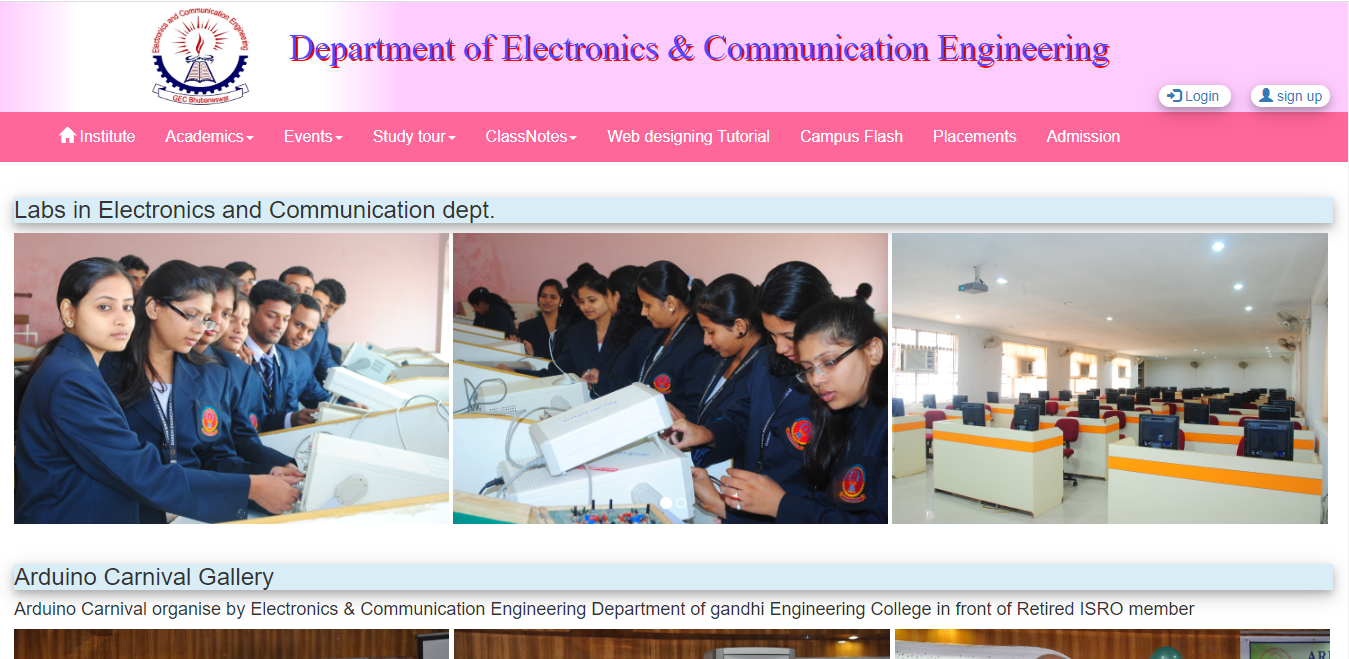 Electronics and Communication Engineering
GEC Bhubaneswar
Department of Electronics & Communication Engineering
Login
sign up
Institute
Academics
Events
Study tour
ClassNotes
Web designing Tutorial
Campus Flash
Placements
Admission
Labs in Electronics and Communication dept.
Arduino Carnival Gallery
Arduino Carnival organise by Electronics & Communication Engineering Department of gandhi Engineering College in front of Retired ISRO member